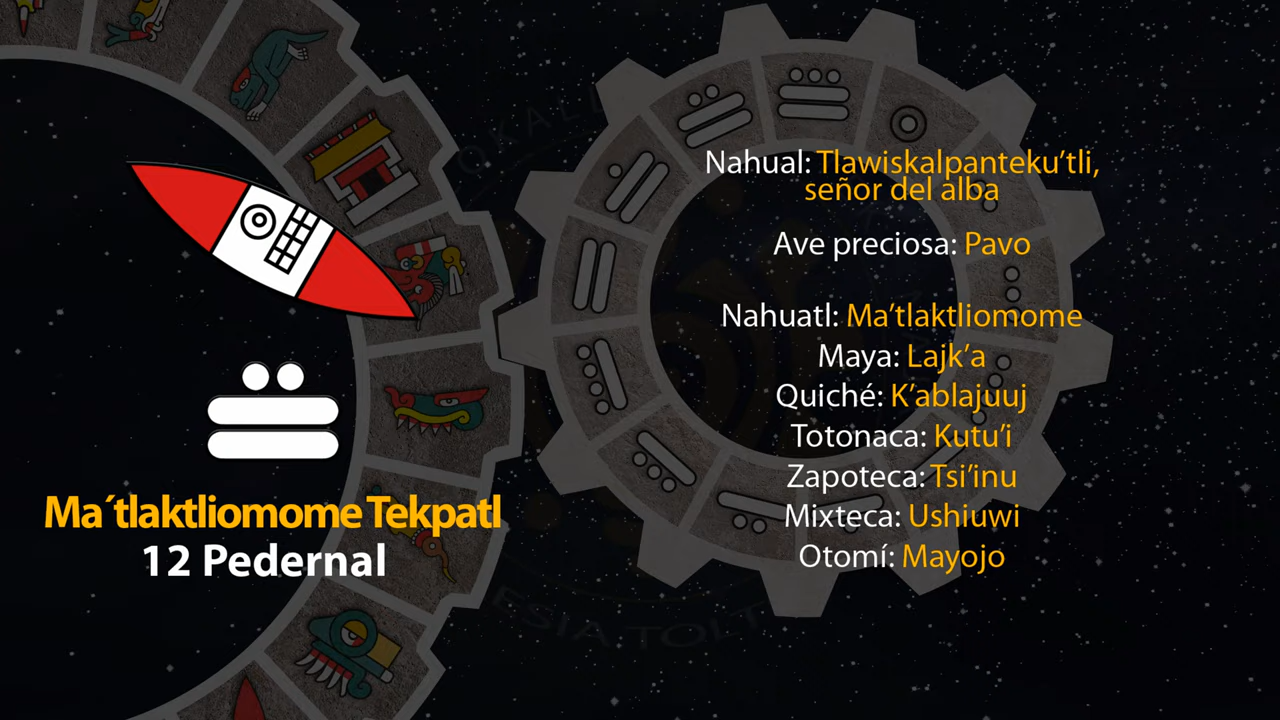 Nahual: Tlawiskalpanteku’tli,
señor del alba
Ave preciosa: Pavo
Nahuatl: Ma’tlaktliomome
Maya: Lajk’a
Quiché: K’ablajuuj
Totonaca: Kutu’i
Zapoteca: Tsi’inu
Mixteca: Ushiuwi
Otomí: Mayojo
Ma´tlaktliomome Tekpatl
12 Pedernal